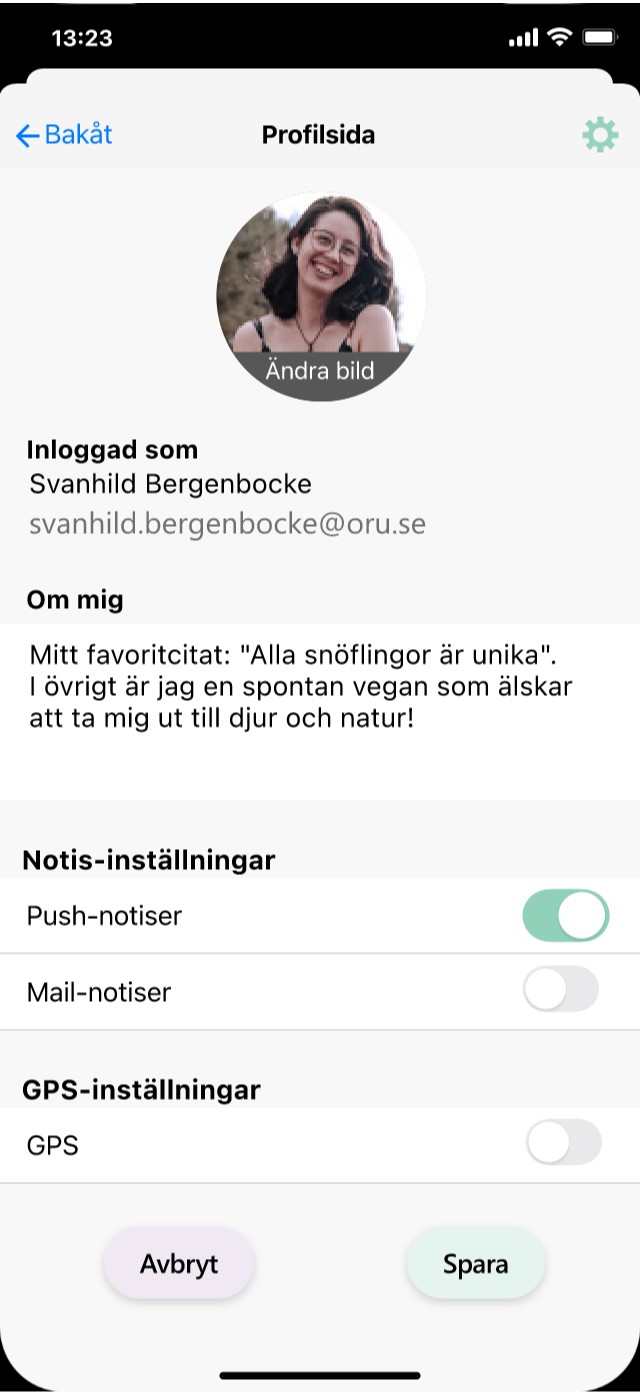 13:23
Bakåt
Profilsida
Ändra bild
Inloggad som
Svanhild Bergenbocke
svanhild.bergenbocke@oru.se
Om mig
Mitt favoritcitat: "Alla snöflingor är unika".
I övrigt är jag en spontan vegan som älskar
att ta mig ut till djur och natur!
Notis-inställningar
Push-notiser
Mail-notiser
GPS-inställningar
GPS
Avbryt
Spara